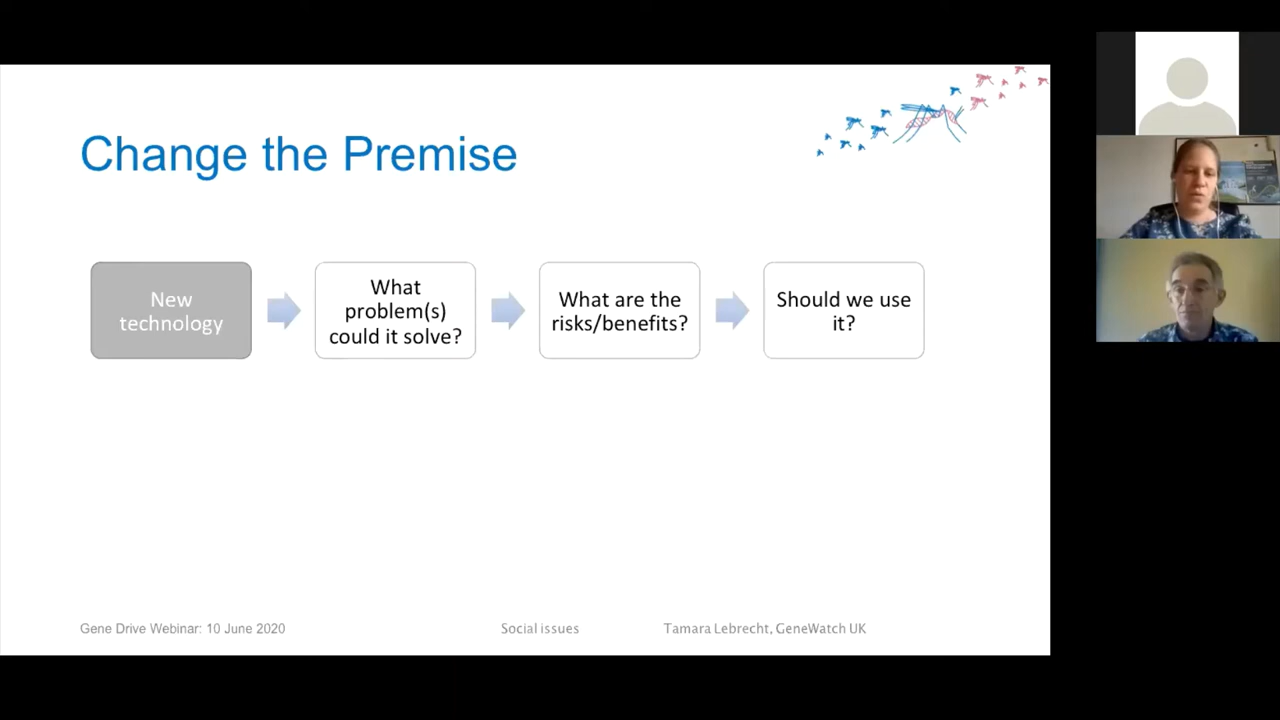 Change the Premise
New
technology
What
problem(s)
could it solve?
What are the
risks/benefits?
Should we use
it?
Gene Drive Webinar: 10 June 2020
Social issues
Tamara Lebrecht, GeneWatch UK